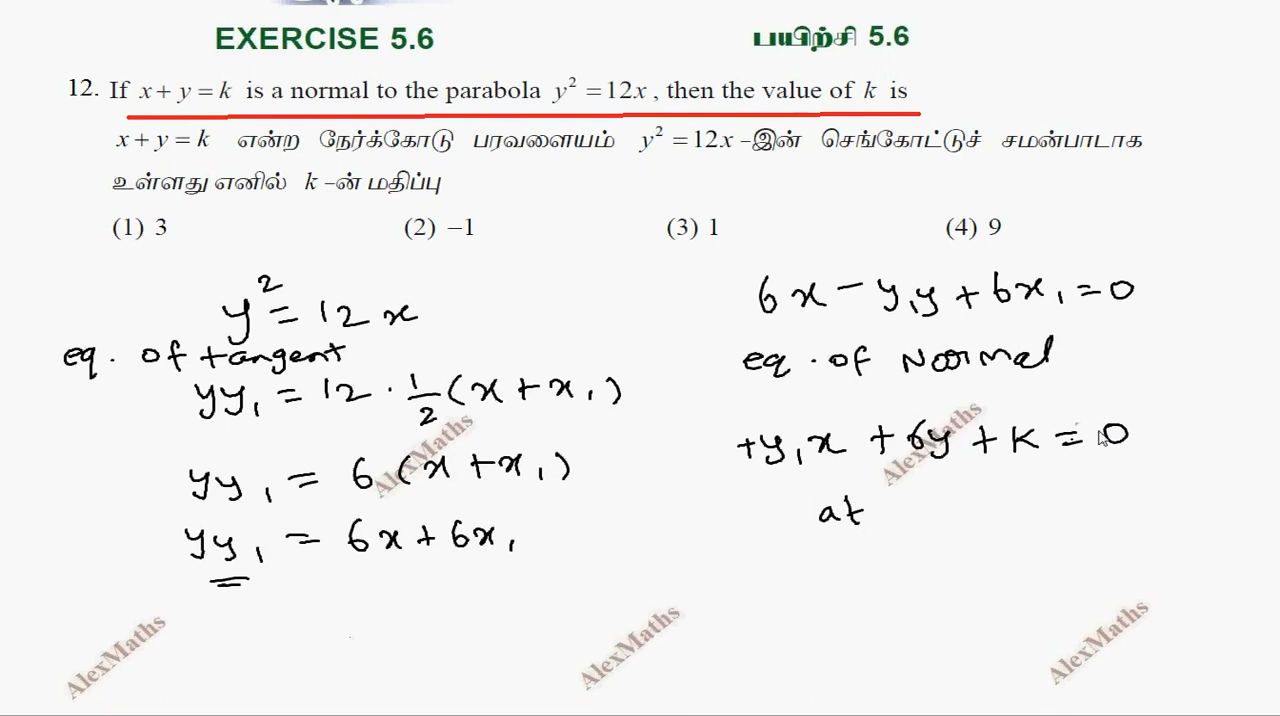 EXERCISE 5.6
பயிற்சி 5.6
12. If x + y = k is a normal to the parabola y² = 12x, then the value of k is
x + y = k என்ற நேர்க்கோடு பரவளையம் y² = 12x –இன் செங்கோட்டுச் சமன்பாடாக
உள்ளது எனில் k –ன் மதிப்பு
(1) 3 (2) –1 (3) 1 (4) 9
y² = 12x
eq. of tangent
yy₁ = 12 · 1/2 (x + x₁)
yy₁ = 6 (x + x₁)
yy₁ = 6x + 6x₁
6x – y₁y + 6x₁ = 0
eq. of Normal
+y₁x + 6y + K = 0
at
AlexMaths
AlexMaths
AlexMaths
AlexMaths
AlexMaths